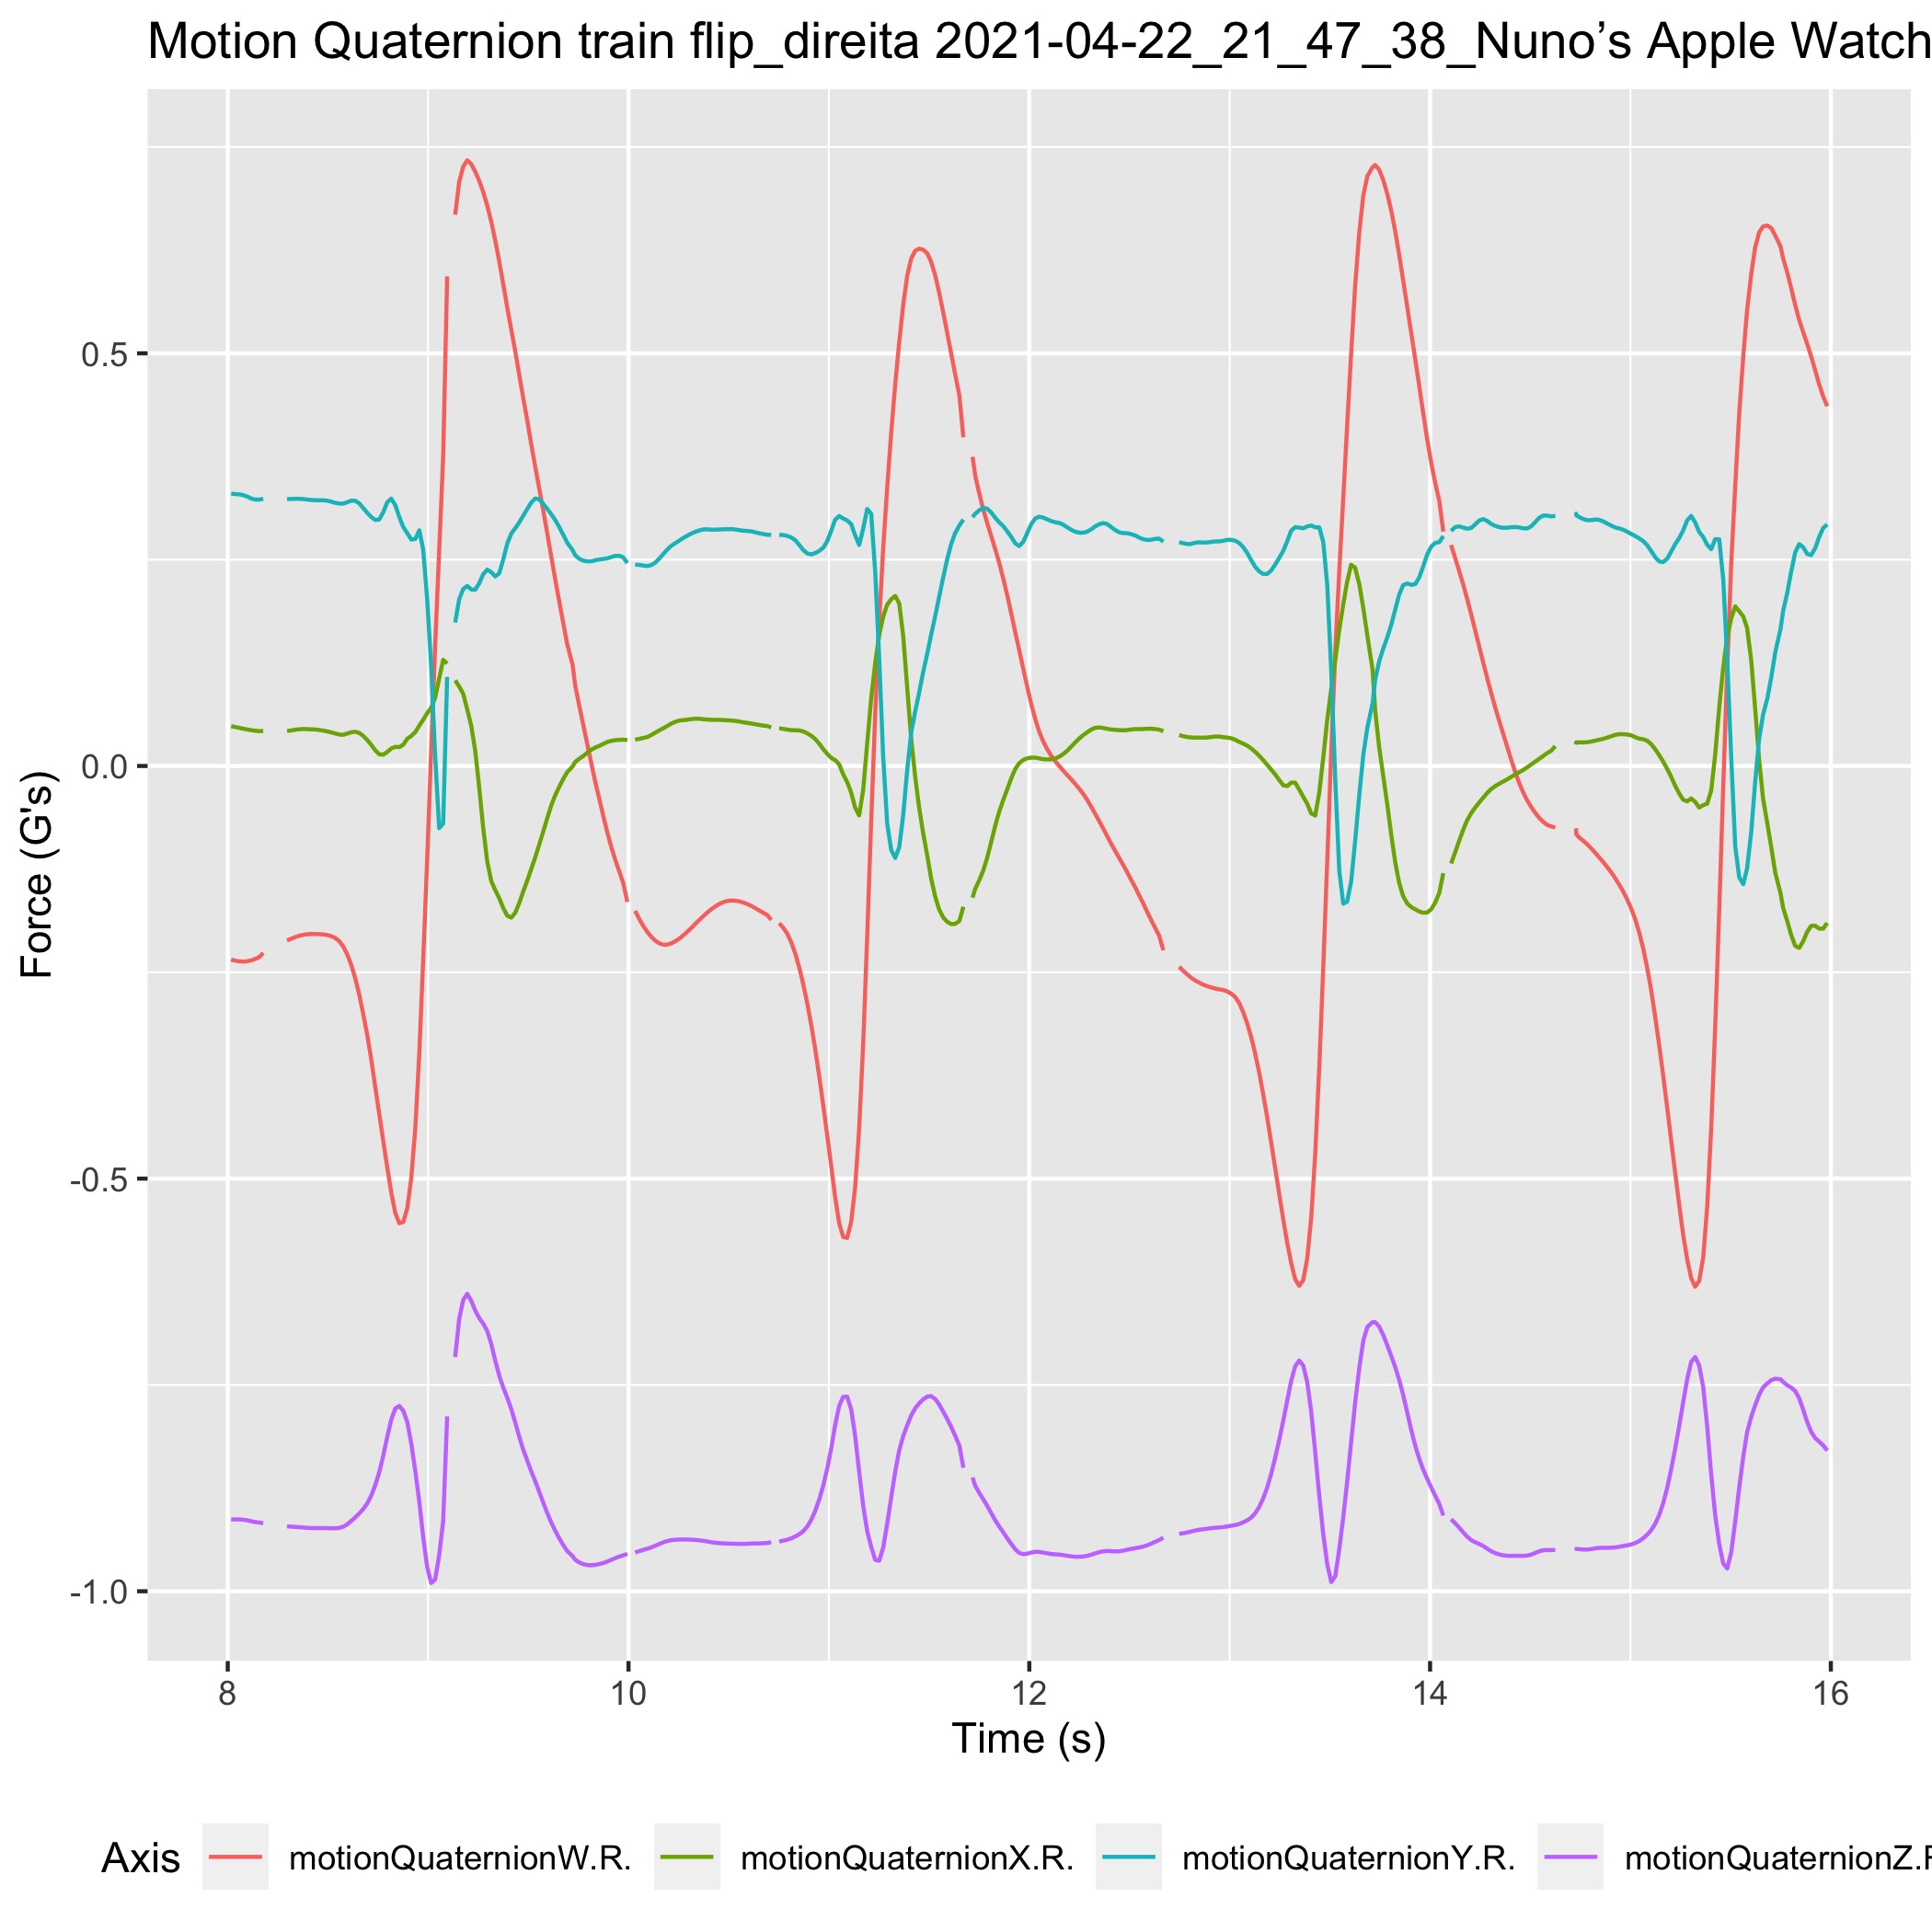 Motion Quaternion train flip_direita 2021-04-22_21_47_38_Nuno’s Apple Watch
0.5
0.0
-0.5
-1.0
Force (G's)
8 10 12 14 16
Time (s)
Axis motionQuaternionW.R. motionQuaternionX.R. motionQuaternionY.R. motionQuaternionZ.R